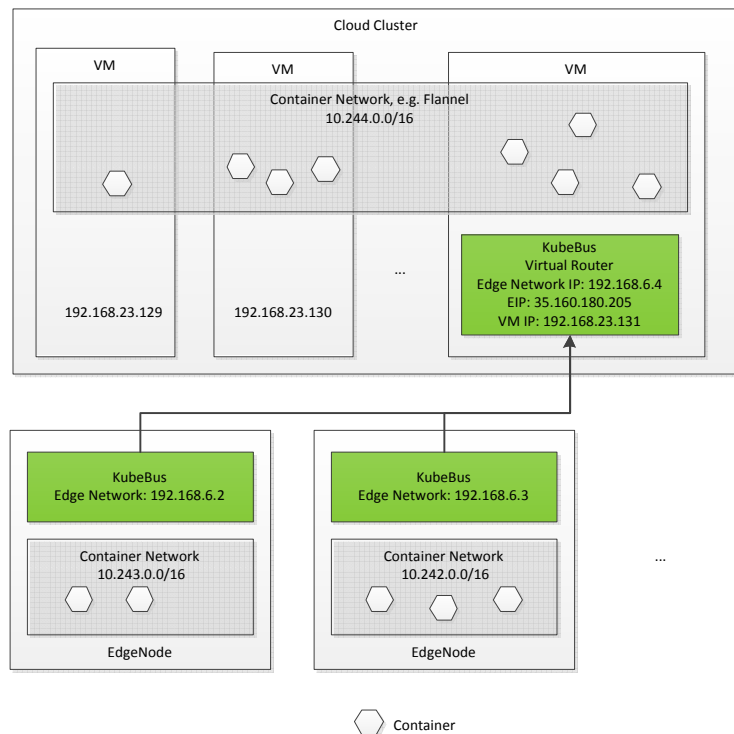 Cloud Cluster
VM
VM
VM
Container Network, e.g. Flannel
10.244.0.0/16
192.168.23.129
192.168.23.130
...
KubeBus
Virtual Router
Edge Network IP: 192.168.6.4
EIP: 35.160.180.205
VM IP: 192.168.23.131
KubeBus
Edge Network: 192.168.6.2
Container Network
10.243.0.0/16
EdgeNode
KubeBus
Edge Network: 192.168.6.3
Container Network
10.242.0.0/16
EdgeNode
...
Container